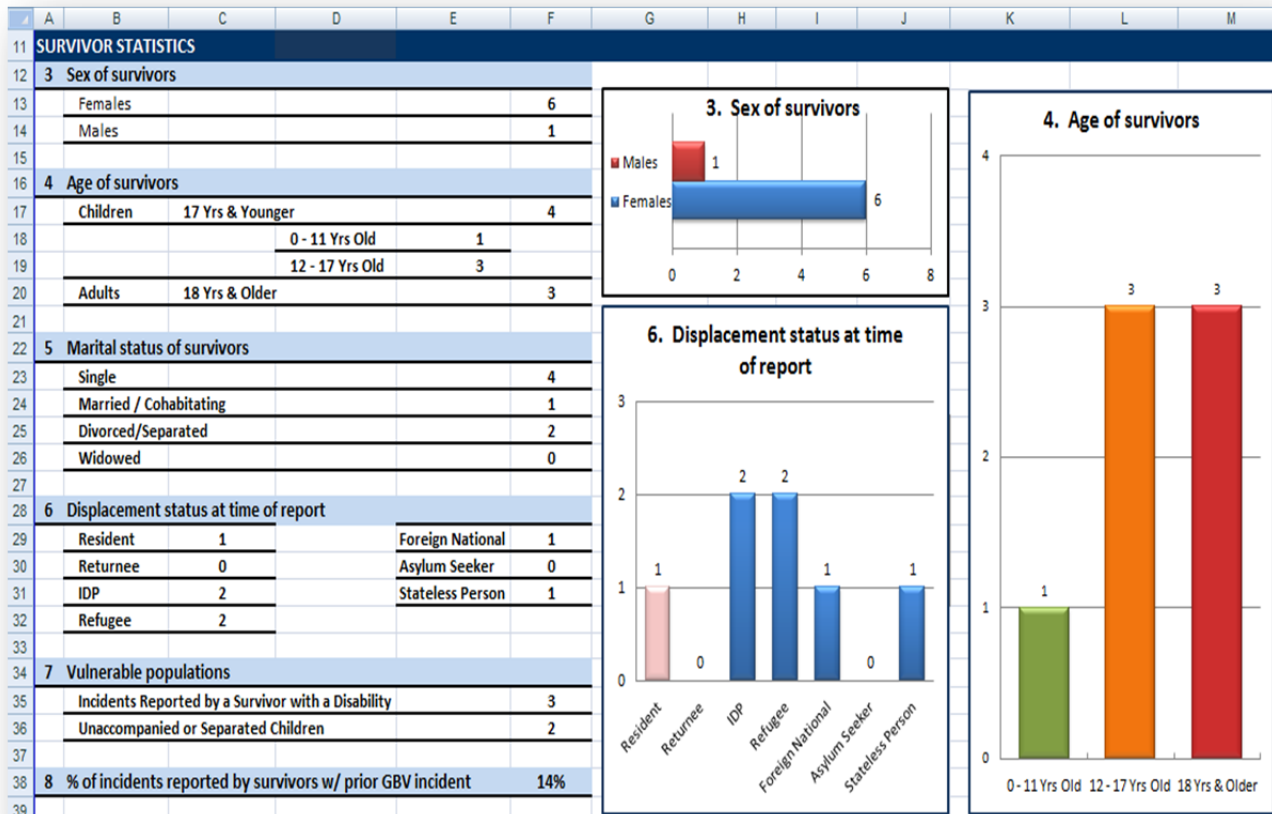 A B C D E F G H I J K L M
11 SURVIVOR STATISTICS
12 3 Sex of survivors
13 Females 6
14 Males 1
15
16 4 Age of survivors
17 Children 17 Yrs & Younger 4
18 0 - 11 Yrs Old 1
19 12 - 17 Yrs Old 3
20 Adults 18 Yrs & Older 3
21
22 5 Marital status of survivors
23 Single 4
24 Married / Cohabitating 1
25 Divorced/Separated 2
26 Widowed 0
27
28 6 Displacement status at time of report
29 Resident 1 Foreign National 1
30 Returnee 0 Asylum Seeker 0
31 IDP 2 Stateless Person 1
32 Refugee 2
33
34 7 Vulnerable populations
35 Incidents Reported by a Survivor with a Disability 3
36 Unaccompanied or Separated Children 2
37
38 8 % of incidents reported by survivors w/ prior GBV incident 14%
39
3. Sex of survivors
Males 1
Females 6
0 2 4 6 8
6. Displacement status at time
of report
3
2 2 2
1 1 1 1
0 0 0
Resident Returnee IDP Refugee Foreign National Asylum Seeker Stateless Person
4. Age of survivors
4
3 3 3
2
1 1
0
0 - 11 Yrs Old 12 - 17 Yrs Old 18 Yrs & Older